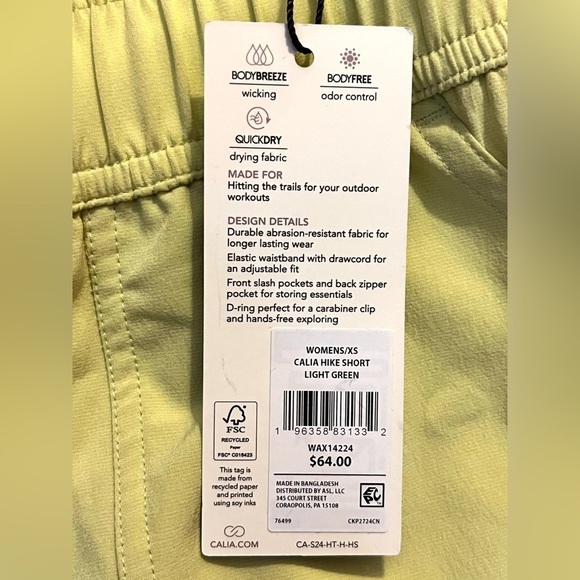 BODYBREEZE
wicking
BODYFREE
odor control
QUICKDRY
drying fabric
MADE FOR
Hitting the trails for your outdoor
workouts
DESIGN DETAILS
Durable abrasion-resistant fabric for
longer lasting wear
Elastic waistband with drawcord for
an adjustable fit
Front slash pockets and back zipper
pocket for storing essentials
D-ring perfect for a carabiner clip
and hands-free exploring
WOMENS/XS
CALIA HIKE SHORT
LIGHT GREEN
1 96358 83133 2
WAX14224
$64.00
MADE IN BANGLADESH
DISTRIBUTED BY ASL, LLC
345 COURT STREET
CORAOPOLIS, PA 15108
76499
CKP2724CN
FSC
RECYCLED
Paper
FSC® C018423
This tag is
made from
recycled paper
and printed
using soy inks
CALIA.COM
CA-S24-HT-H-HS